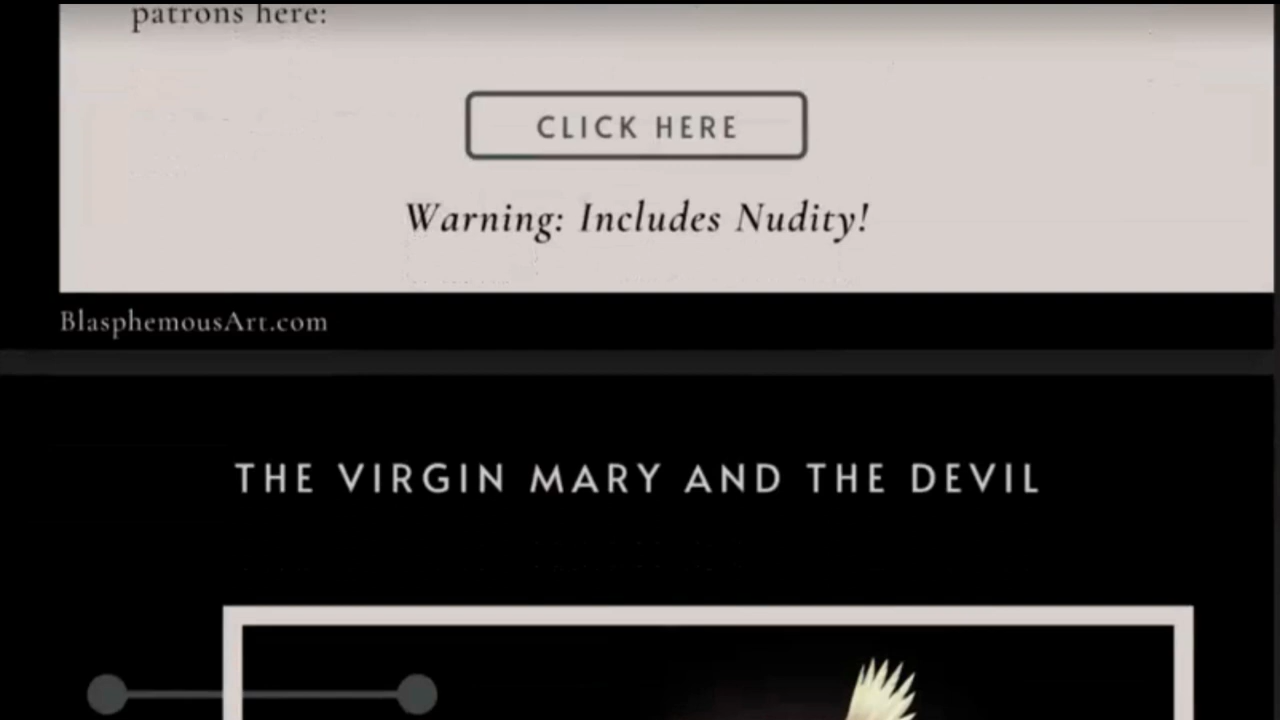 patrons here:
CLICK HERE
Warning: Includes Nudity!
BlasphemousArt.com
THE VIRGIN MARY AND THE DEVIL